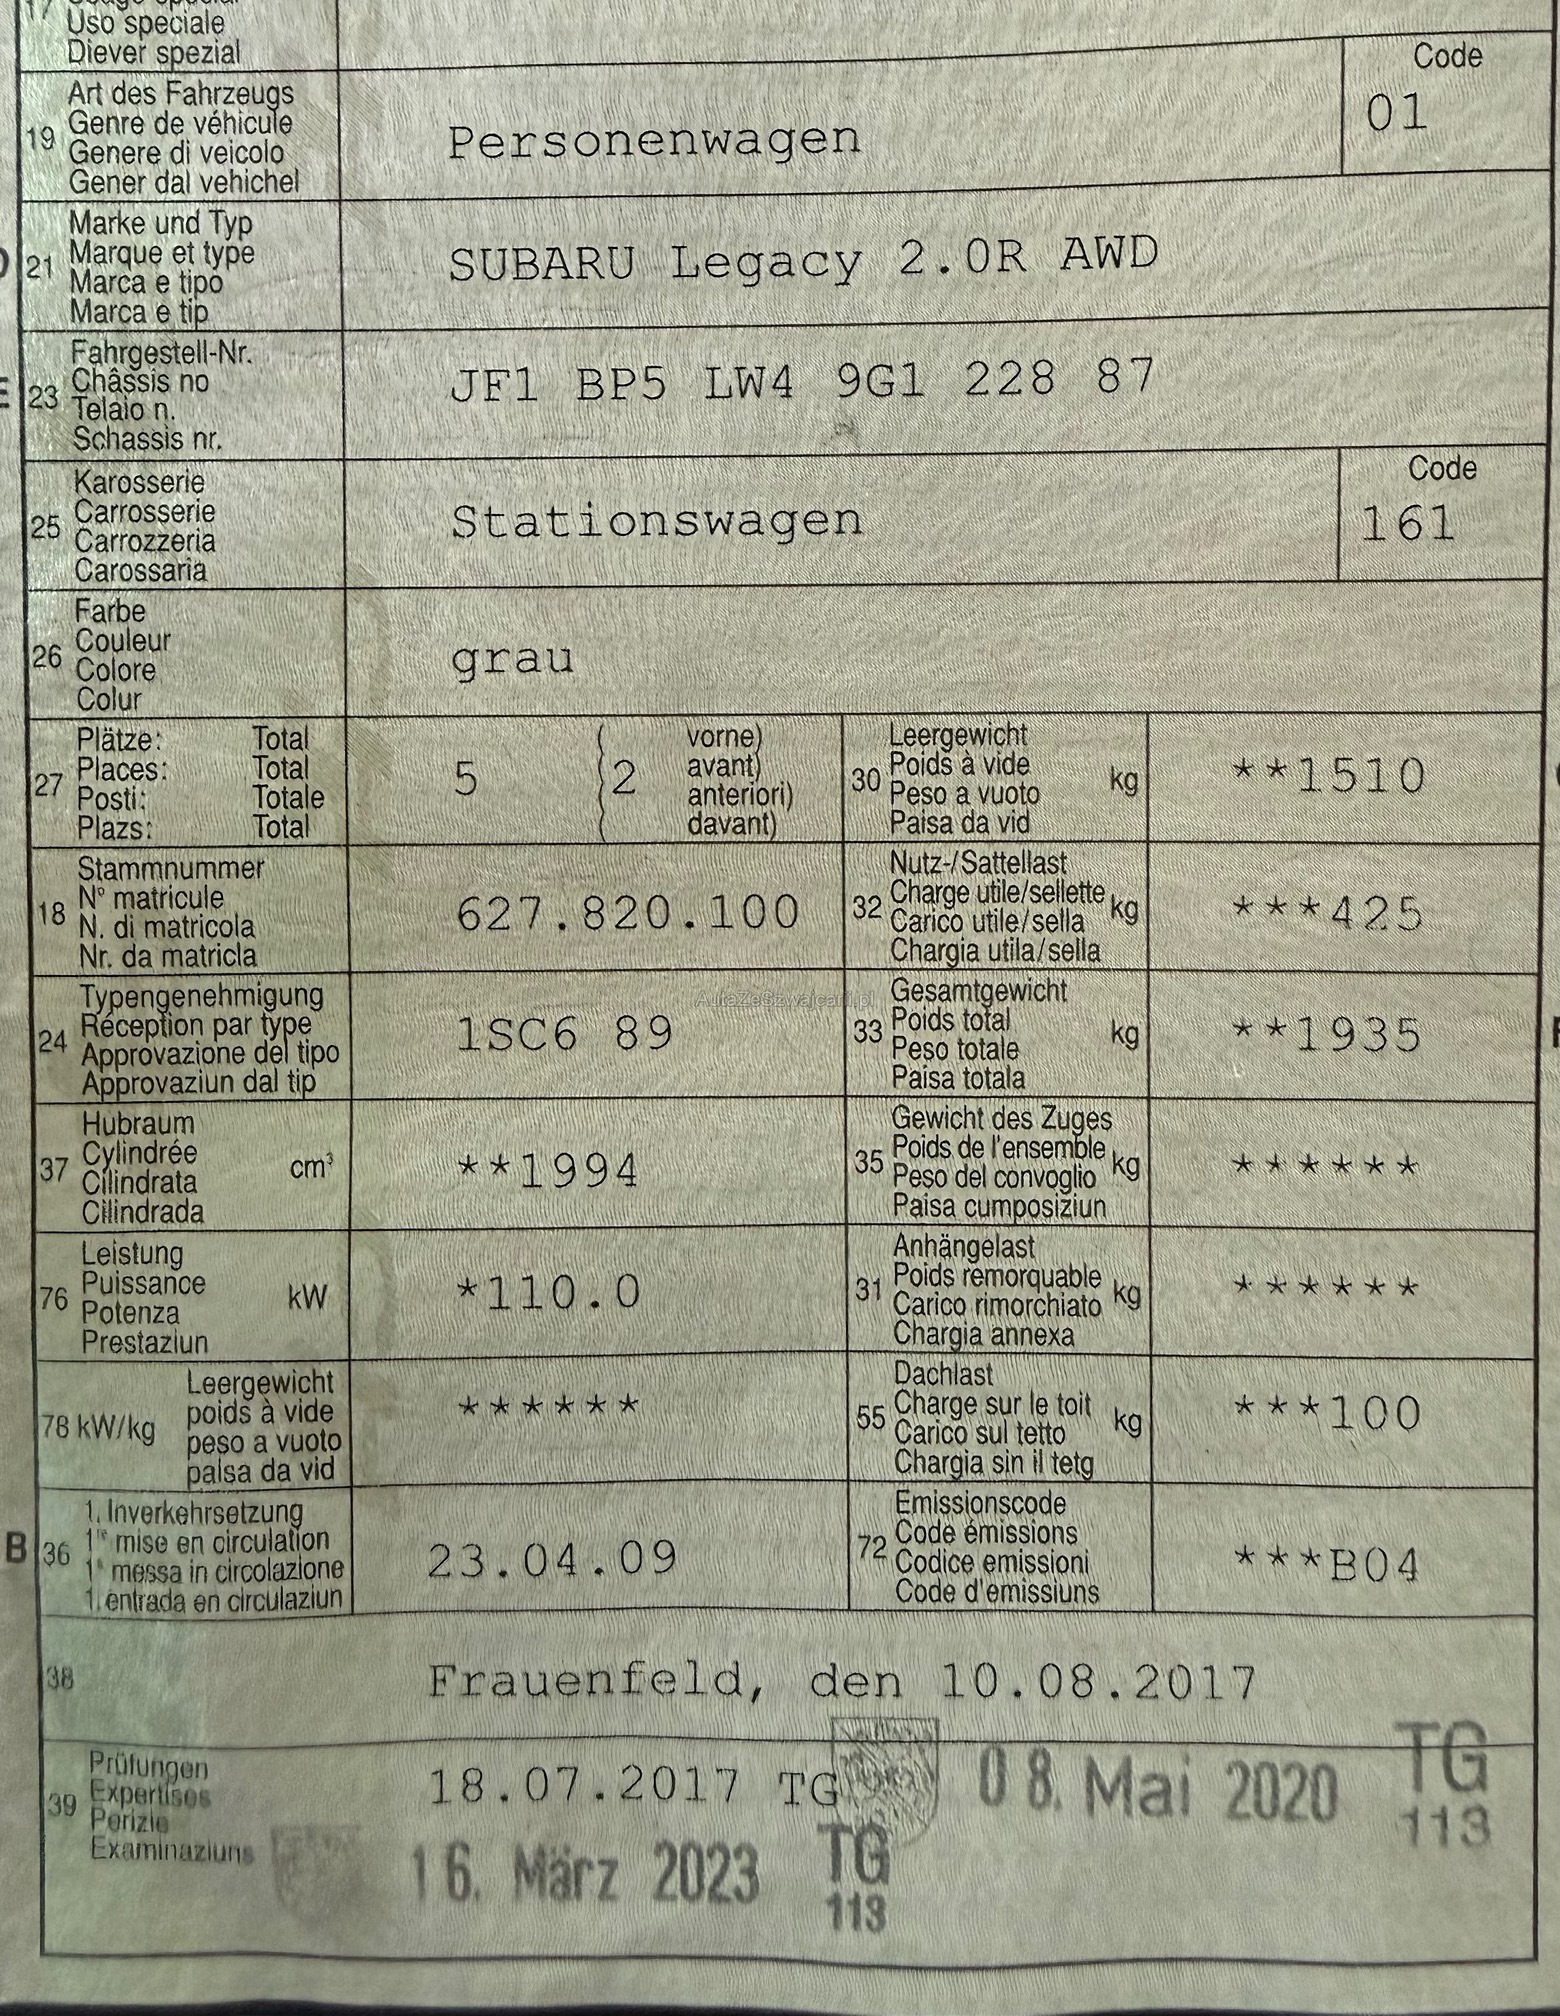 17
Uso speciale
Diever spezial
19 Art des Fahrzeugs
Genre de véhicule
Genere di veicolo
Gener dal vehichel
Personenwagen
Code
01
21 Marke und Typ
Marque et type
Marca e tipo
Marca e tip
SUBARU Legacy 2.0R AWD
E 23 Fahrgestell-Nr.
Châssis no
Telaio n.
Schassis nr.
JF1 BP5 LW4 9G1 228 87
25 Karosserie
Carrosserie
Carrozzeria
Carossaria
Stationswagen
Code
161
26 Farbe
Couleur
Colore
Colur
grau
27 Plätze: Total
Places: Total
Posti: Totale
Plazs: Total
5 (2 vorne)
avant)
anteriori)
davant)
30 Leergewicht
Poids à vide
Peso a vuoto
Paisa da vid
kg
**1510
18 Stammnummer
N° matricule
N. di matricola
Nr. da matricla
627.820.100
32 Nutz-/Sattellast
Charge utile/sellette
Carico utile/sella
Chargia utila/sella
kg
***425
24 Typengenehmigung
Réception par type
Approvazione del tipo
Approvaziun dal tip
1SC6 89
AutaZeSzwajcarii.pl
33 Gesamtgewicht
Poids total
Peso totale
Paisa totala
kg
**1935
37 Hubraum
Cylindrée
Cilindrata
Cilindrada
cm³
**1994
35 Gewicht des Zuges
Poids de l'ensemble
Peso del convoglio
Paisa cumposiziun
kg
******
76 Leistung
Puissance
Potenza
Prestaziun
kW
*110.0
31 Anhängelast
Poids remorquable
Carico rimorchiato
Chargia annexa
kg
******
78 kW/kg Leergewicht
poids à vide
peso a vuoto
paisa da vid
******
55 Dachlast
Charge sur le toit
Carico sul tetto
Chargia sin il tetg
kg
***100
B 36 1. Inverkehrsetzung
1re mise en circulation
1a messa in circolazione
1. entrada en circulaziun
23.04.09
72 Emissionscode
Code émissions
Codice emissioni
Code d'emissiuns
***B04
38 Frauenfeld, den 10.08.2017
39 Prüfungen
Expertises
Perizie
Examinaziuns
18.07.2017 TG
08. Mai 2020 TG
113
16. März 2023 TG
113